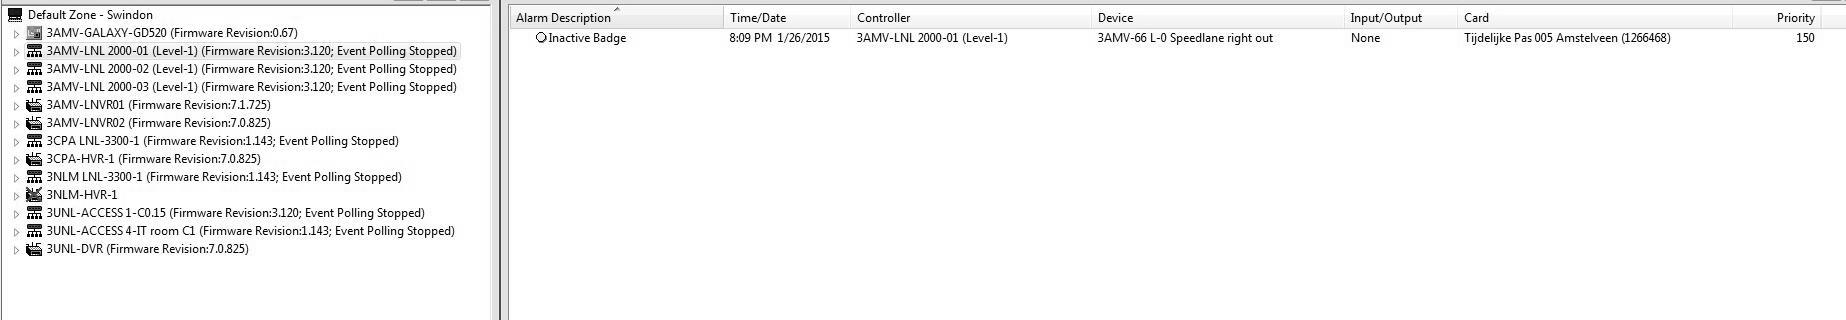 Default Zone - Swindon
3AMV-GALAXY-GD520 (Firmware Revision:0.67)
3AMV-LNL 2000-01 (Level-1) (Firmware Revision:3.120; Event Polling Stopped)
3AMV-LNL 2000-02 (Level-1) (Firmware Revision:3.120; Event Polling Stopped)
3AMV-LNL 2000-03 (Level-1) (Firmware Revision:3.120; Event Polling Stopped)
3AMV-LNVR01 (Firmware Revision:7.1.725)
3AMV-LNVR02 (Firmware Revision:7.0.825)
3CPA LNL-3300-1 (Firmware Revision:1.143; Event Polling Stopped)
3CPA-HVR-1 (Firmware Revision:7.0.825)
3NLM LNL-3300-1 (Firmware Revision:1.143; Event Polling Stopped)
3NLM-HVR-1
3UNL-ACCESS 1-C0.15 (Firmware Revision:3.120; Event Polling Stopped)
3UNL-ACCESS 4-IT room C1 (Firmware Revision:1.143; Event Polling Stopped)
3UNL-DVR (Firmware Revision:7.0.825)
Alarm Description Time/Date Controller Device Input/Output Card Priority
Inactive Badge 8:09 PM 1/26/2015 3AMV-LNL 2000-01 (Level-1) 3AMV-66 L-0 Speedlane right out None Tijdelijke Pas 005 Amstelveen (1266468) 150